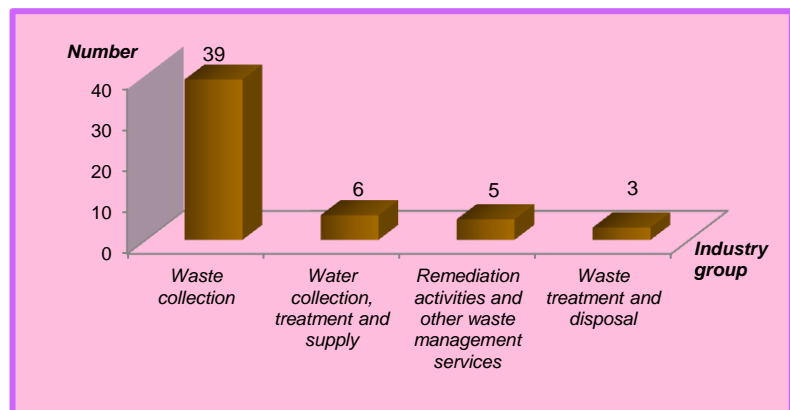 Number
39
6
5
3
40
30
20
10
0
Industry
group
Waste
collection
Water
collection,
treatment and
supply
Remediation
activities and
other waste
management
services
Waste
treatment and
disposal